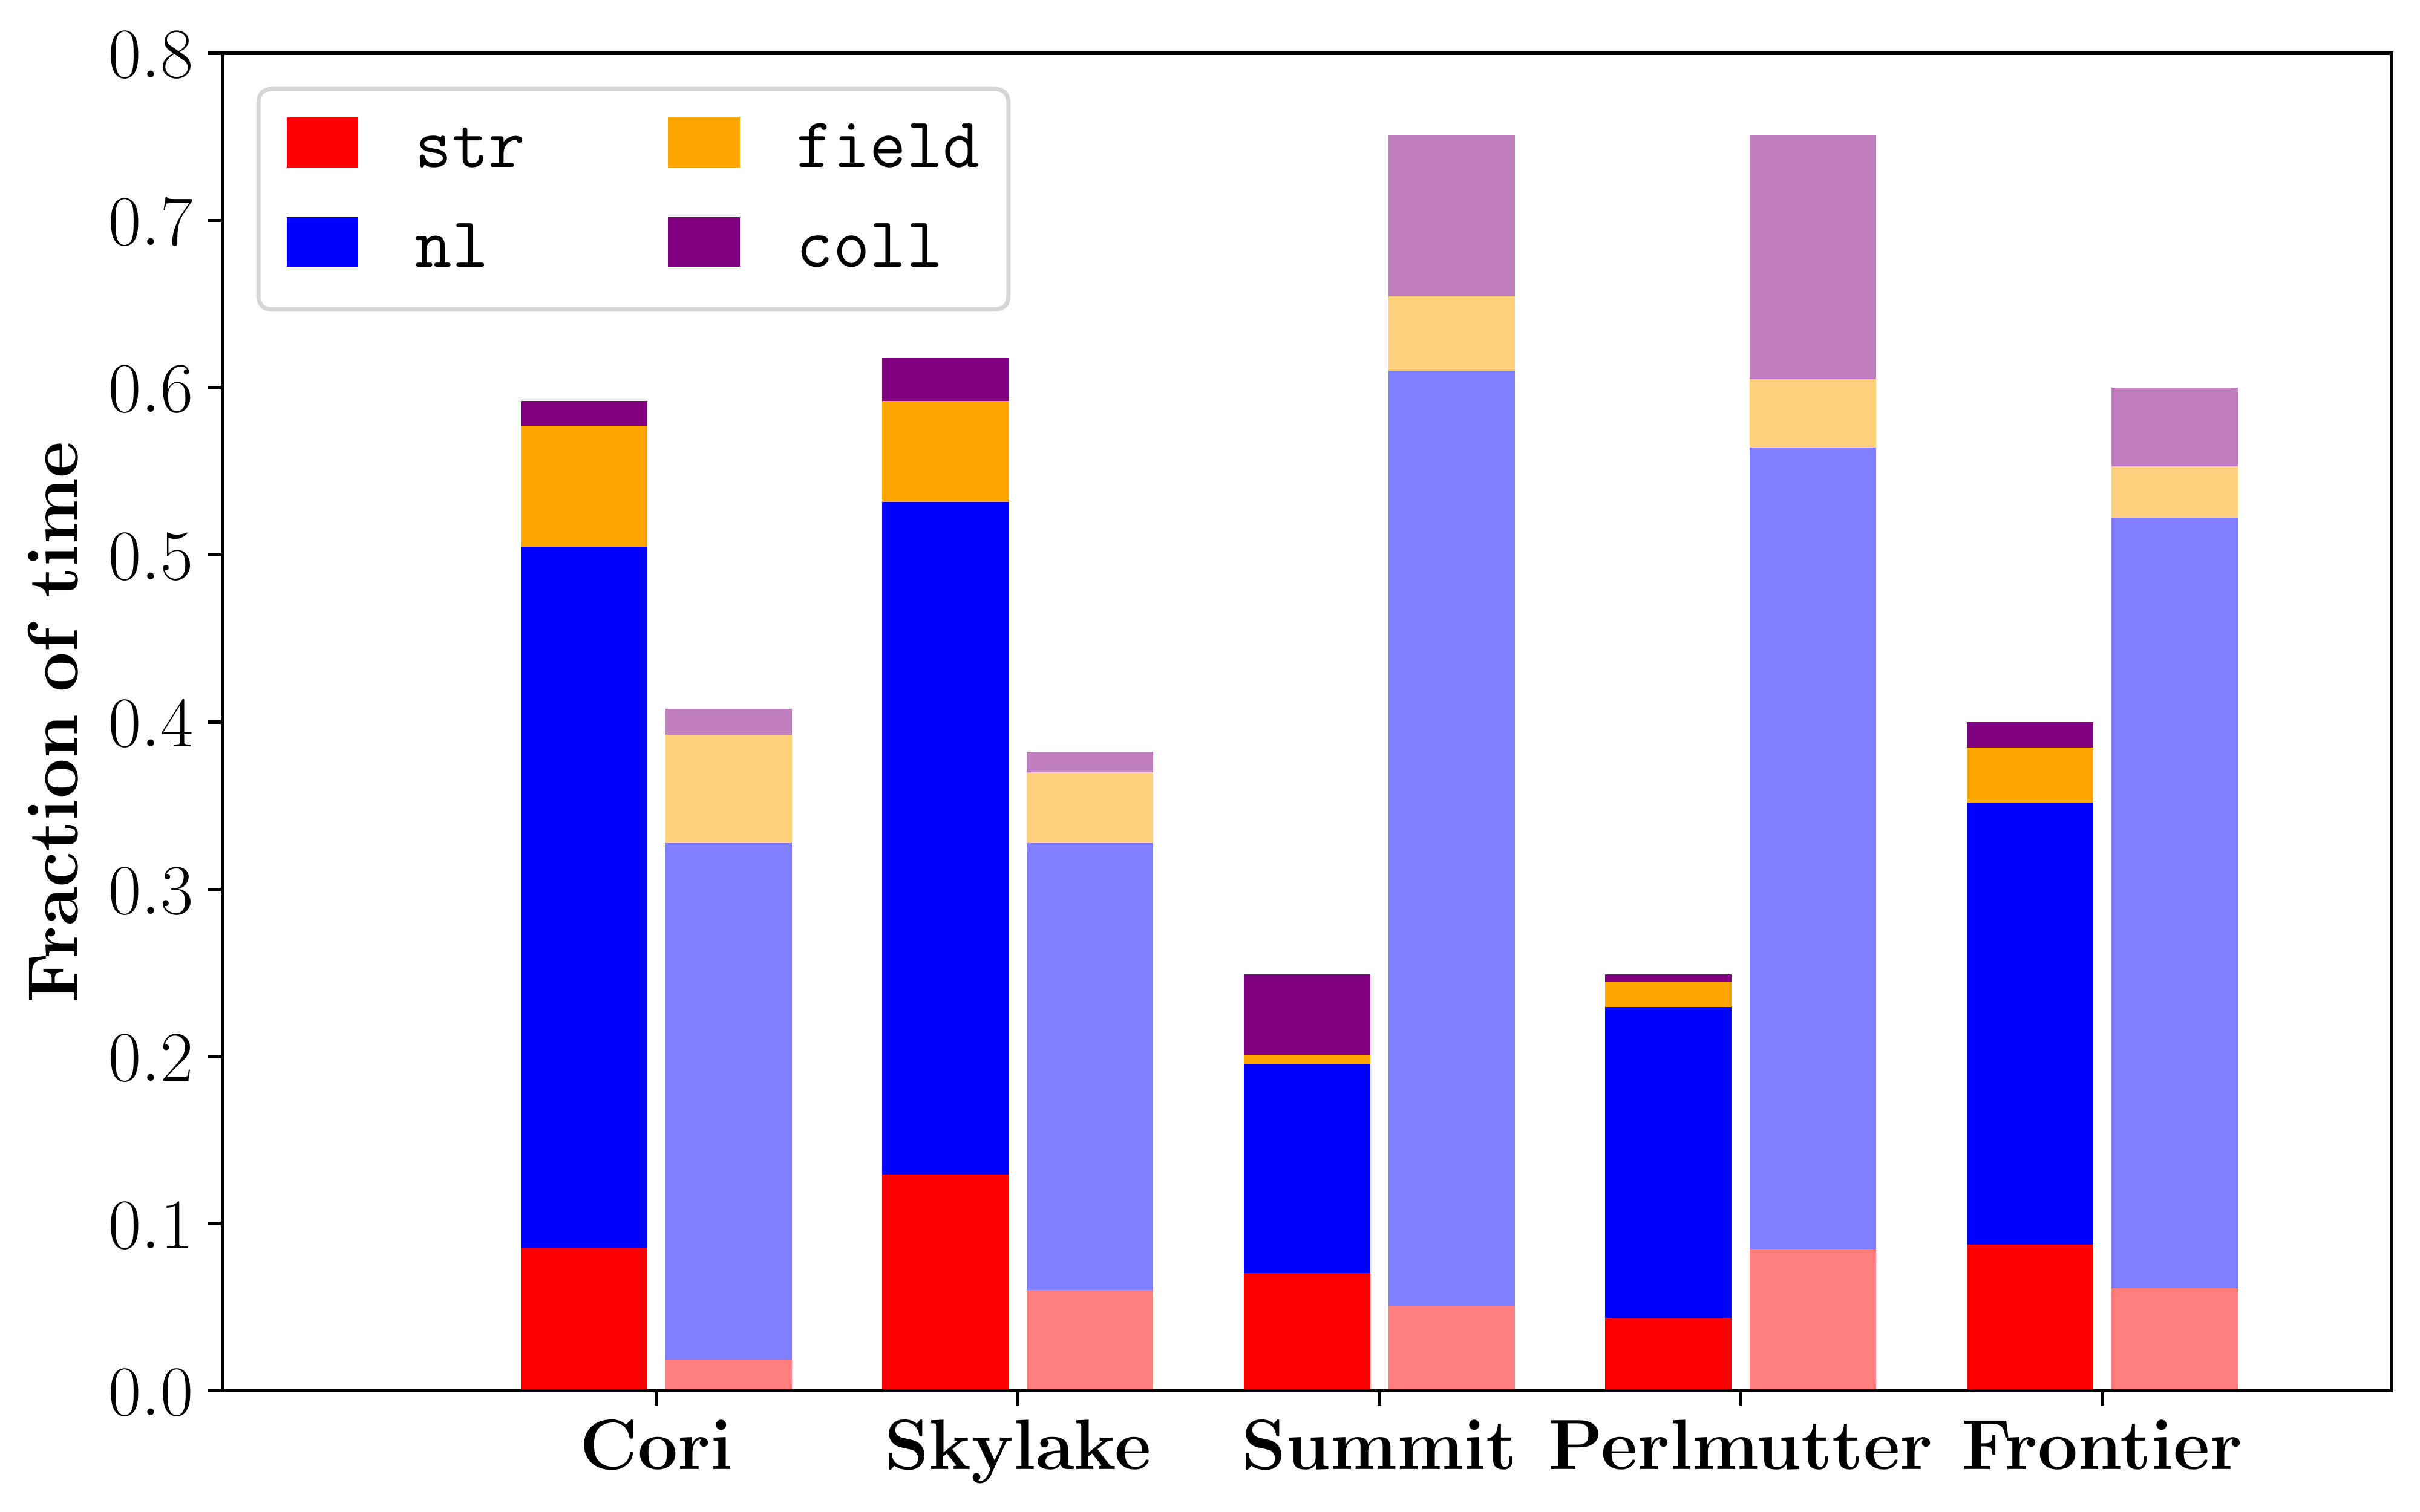 0.8
0.7
0.6
0.5
0.4
0.3
0.2
0.1
0.0
Fraction of time
str field
nl coll
Cori Skylake Summit Perlmutter Frontier